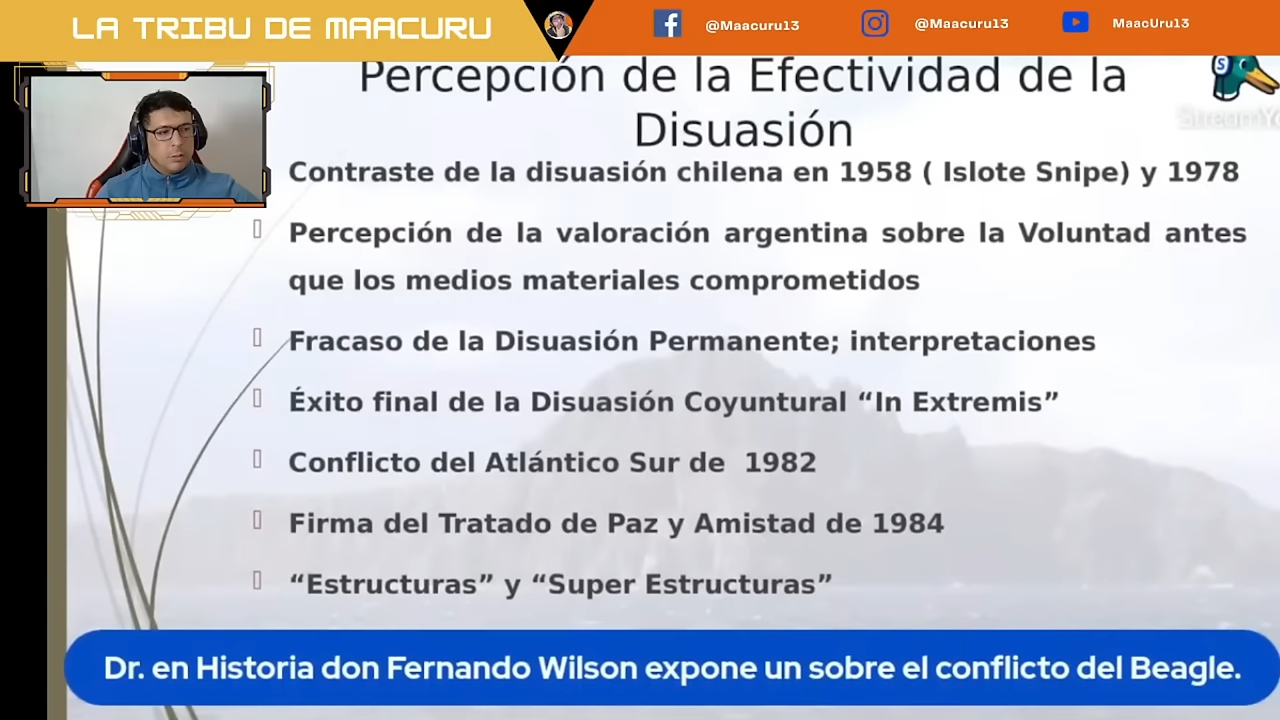 LA TRIBU DE MAACURU
@Maacuru13
@Maacuru13
MaacUru13
Percepción de la Efectividad de la
Disuasión
S
Contraste de la disuasión chilena en 1958 ( Islote Snipe) y 1978
Percepción de la valoración argentina sobre la Voluntad antes
que los medios materiales comprometidos
Fracaso de la Disuasión Permanente; interpretaciones
Éxito final de la Disuasión Coyuntural “In Extremis”
Conflicto del Atlántico Sur de 1982
Firma del Tratado de Paz y Amistad de 1984
“Estructuras” y “Super Estructuras”
Dr. en Historia don Fernando Wilson expone un sobre el conflicto del Beagle.